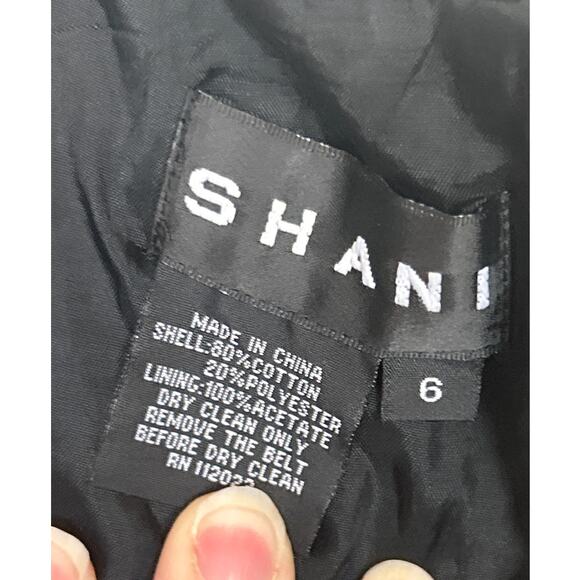 SHANI
6
MADE IN CHINA
SHELL:80%COTTON
20%POLYESTER
LINING:100%ACETATE
DRY CLEAN ONLY
REMOVE THE BELT
BEFORE DRY CLEAN
RN